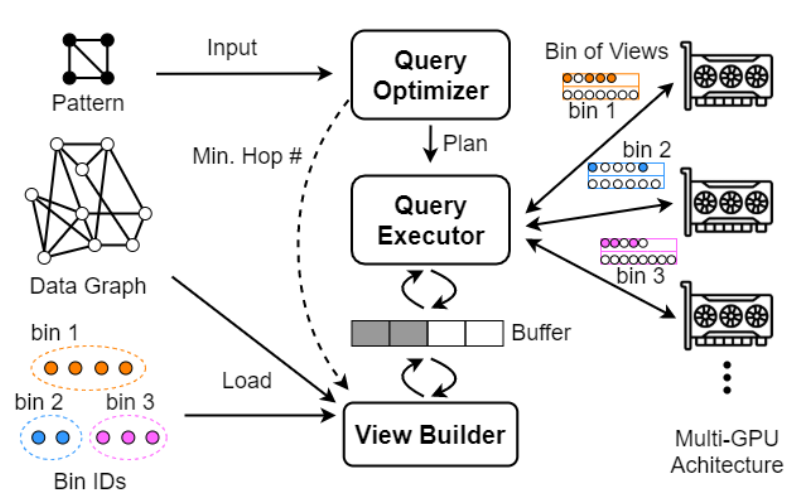 Input
Pattern
Query
Optimizer
Plan
Min. Hop #
Bin of Views
bin 1
bin 2
bin 3
Query
Executor
Data Graph
Buffer
bin 1
bin 2
bin 3
Bin IDs
Load
View Builder
Multi-GPU
Achitecture